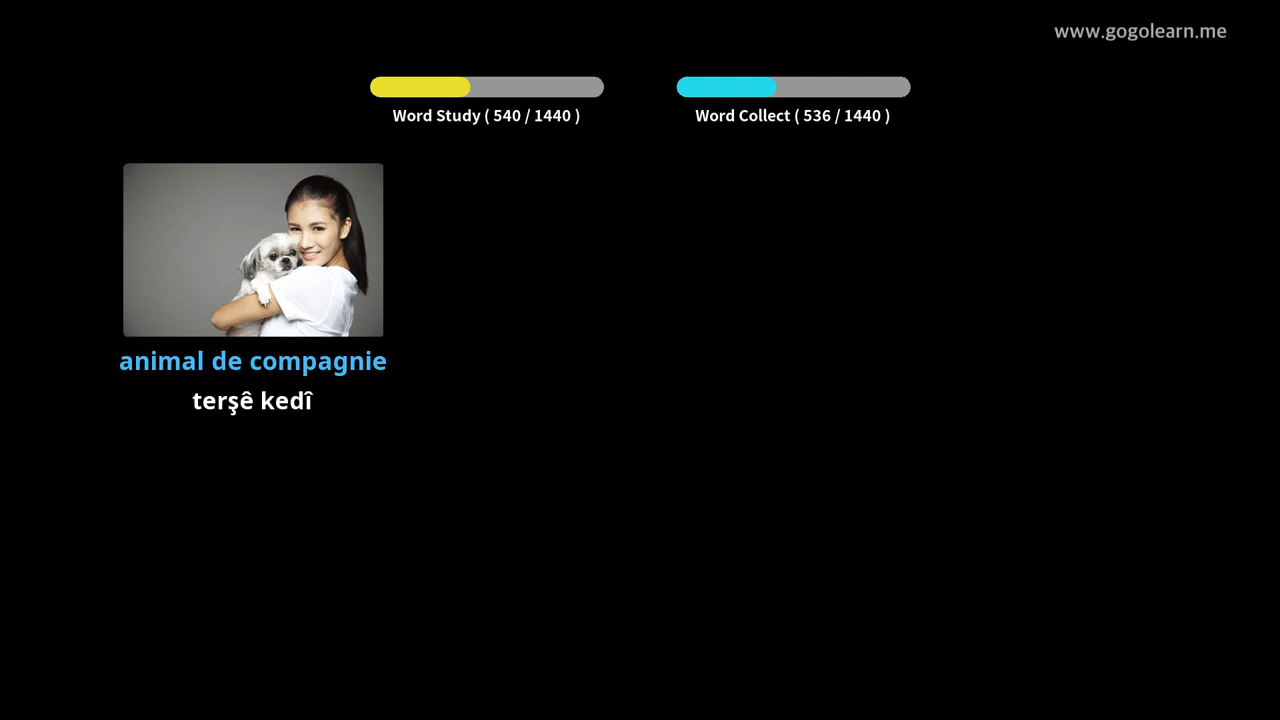 www.gogolearn.me
Word Study ( 540 / 1440 )
Word Collect ( 536 / 1440 )
animal de compagnie
terşê kedî